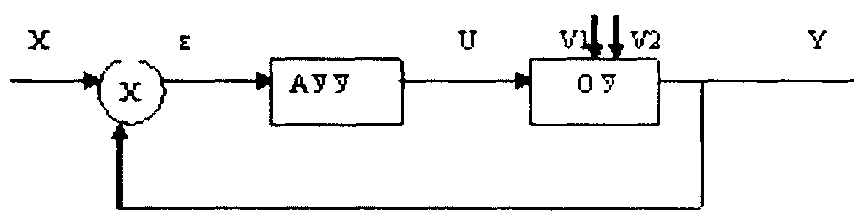 X ε U V1 V2 Y
X АУУ ОУ